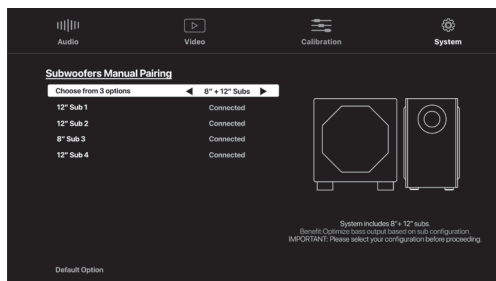 Audio
Video
Calibration
System
Subwoofers Manual Pairing
Choose from 3 options
8" + 12" Subs
12" Sub 1
Connected
12" Sub 2
Connected
8" Sub 3
Connected
12" Sub 4
Connected
System includes 8"+ 12" subs.
Benefit:Optimize bass output based on sub configuration.
IMPORTANT: Please select your configuration before proceeding.
Default Option